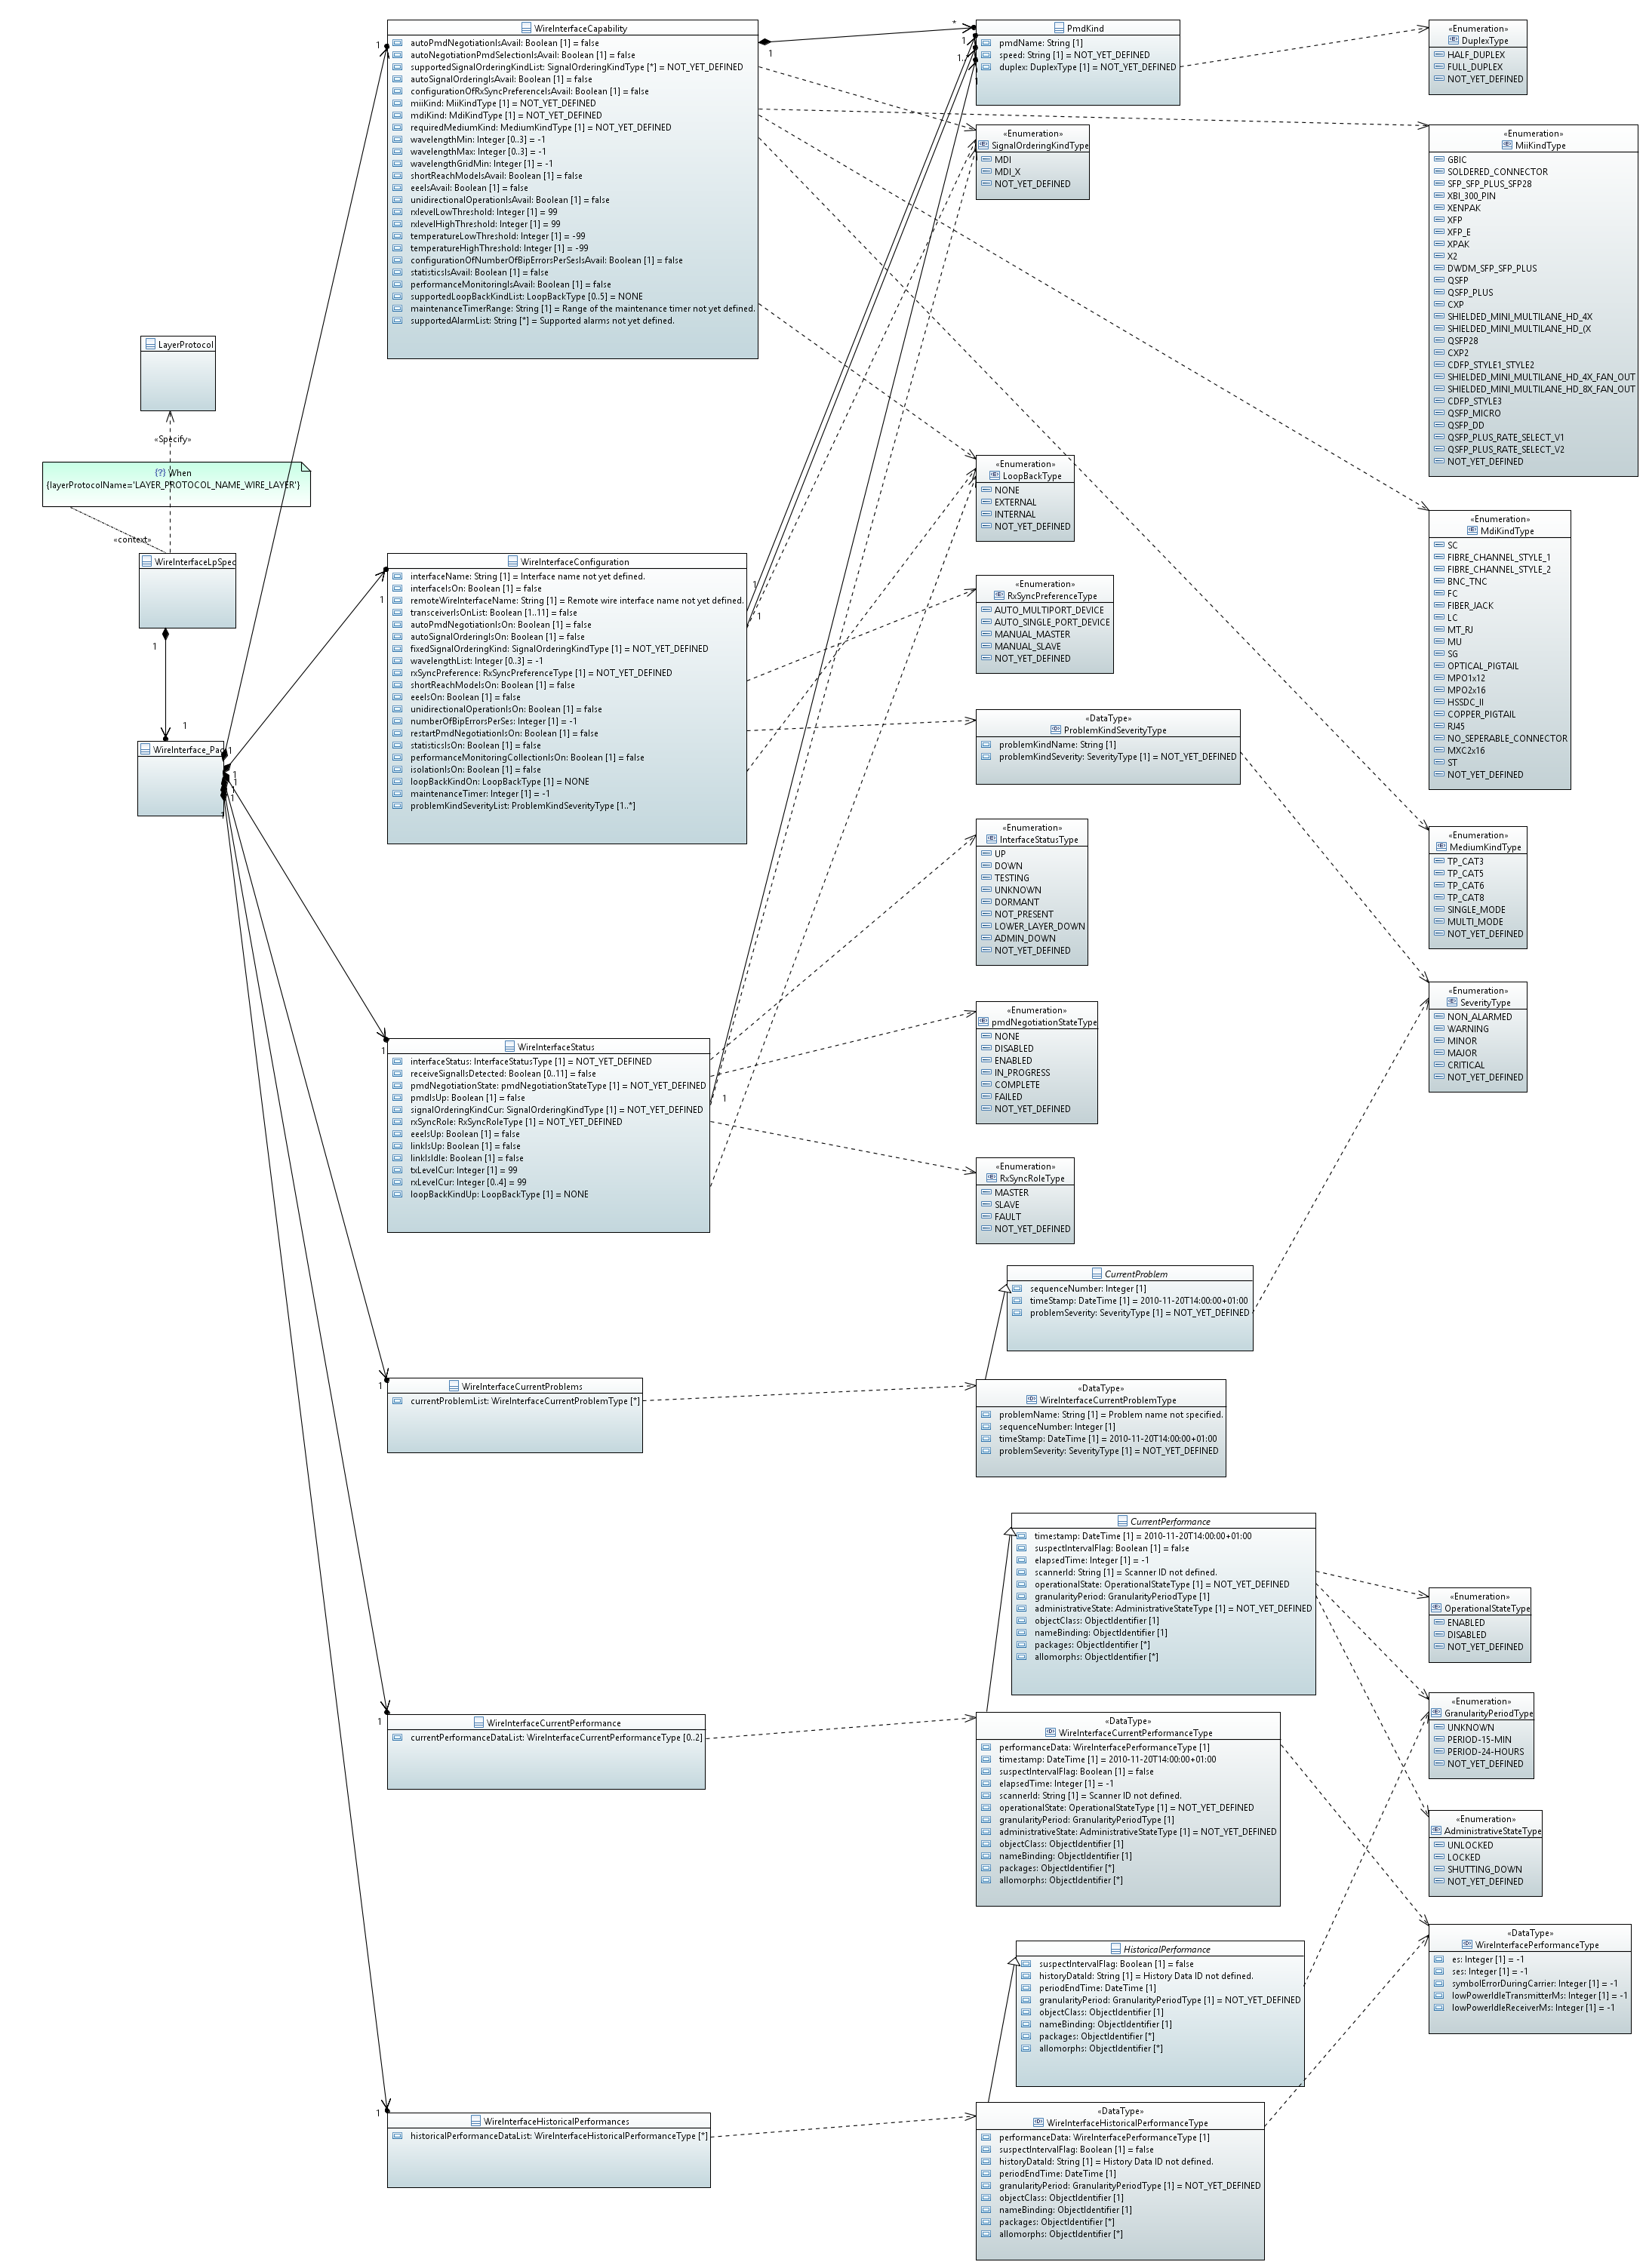 WireInterfaceCapability
autoPmdNegotiationIsAvail: Boolean [1] = false
autoNegotiationPmdSelectionIsAvail: Boolean [1] = false
supportedSignalOrderingKindList: SignalOrderingKindType [*] = NOT_YET_DEFINED
autoSignalOrderingIsAvail: Boolean [1] = false
configurationOfRxSyncPreferenceIsAvail: Boolean [1] = false
miiKind: MiiKindType [1] = NOT_YET_DEFINED
mdiKind: MdiKindType [1] = NOT_YET_DEFINED
requiredMediumKind: MediumKindType [1] = NOT_YET_DEFINED
wavelengthMin: Integer [0..3] = -1
wavelengthMax: Integer [0..3] = -1
wavelengthGridMin: Integer [1] = -1
shortReachModeIsAvail: Boolean [1] = false
eeeIsAvail: Boolean [1] = false
unidirectionalOperationIsAvail: Boolean [1] = false
rxlevelLowThreshold: Integer [1] = 99
rxlevelHighThreshold: Integer [1] = 99
temperatureLowThreshold: Integer [1] = -99
temperatureHighThreshold: Integer [1] = -99
configurationOfNumberOfBipErrorsPerSesIsAvail: Boolean [1] = false
statisticsIsAvail: Boolean [1] = false
performanceMonitoringIsAvail: Boolean [1] = false
supportedLoopBackKindList: LoopBackType [0..5] = NONE
maintenanceTimerRange: String [1] = Range of the maintenance timer not yet defined.
supportedAlarmList: String [*] = Supported alarms not yet defined.
1
1
*
1
1..
PmdKind
pmdName: String [1]
speed: String [1] = NOT_YET_DEFINED
duplex: DuplexType [1] = NOT_YET_DEFINED
«Enumeration»
DuplexType
HALF_DUPLEX
FULL_DUPLEX
NOT_YET_DEFINED
«Enumeration»
SignalOrderingKindType
MDI
MDI_X
NOT_YET_DEFINED
«Enumeration»
MiiKindType
GBIC
SOLDERED_CONNECTOR
SFP_SFP_PLUS_SFP28
XBI_300_PIN
XENPAK
XFP
XFP_E
XPAK
X2
DWDM_SFP_SFP_PLUS
QSFP
QSFP_PLUS
CXP
SHIELDED_MINI_MULTILANE_HD_4X
SHIELDED_MINI_MULTILANE_HD_(X
QSFP28
CXP2
CDFP_STYLE1_STYLE2
SHIELDED_MINI_MULTILANE_HD_4X_FAN_OUT
SHIELDED_MINI_MULTILANE_HD_8X_FAN_OUT
CDFP_STYLE3
QSFP_MICRO
QSFP_DD
QSFP_PLUS_RATE_SELECT_V1
QSFP_PLUS_RATE_SELECT_V2
NOT_YET_DEFINED
LayerProtocol
«Specify»
{?} When
{layerProtocolName='LAYER_PROTOCOL_NAME_WIRE_LAYER'}
«context»
WireInterfaceLpSpec
1
1
WireInterface_Pac
1
1
1
1
1
«Enumeration»
LoopBackType
NONE
EXTERNAL
INTERNAL
NOT_YET_DEFINED
«Enumeration»
MdiKindType
SC
FIBRE_CHANNEL_STYLE_1
FIBRE_CHANNEL_STYLE_2
BNC_TNC
FC
FIBER_JACK
LC
MT_RJ
MU
SG
OPTICAL_PIGTAIL
MPO1x12
MPO2x16
HSSDC_II
COPPER_PIGTAIL
RJ45
NO_SEPERABLE_CONNECTOR
MXC2x16
ST
NOT_YET_DEFINED
WireInterfaceConfiguration
interfaceName: String [1] = Interface name not yet defined.
interfaceIsOn: Boolean [1] = false
remoteWireInterfaceName: String [1] = Remote wire interface name not yet defined.
transceiverIsOnList: Boolean [1..11] = false
autoPmdNegotiationIsOn: Boolean [1] = false
autoSignalOrderingIsOn: Boolean [1] = false
fixedSignalOrderingKind: SignalOrderingKindType [1] = NOT_YET_DEFINED
wavelengthList: Integer [0..3] = -1
rxSyncPreference: RxSyncPreferenceType [1] = NOT_YET_DEFINED
shortReachModeIsOn: Boolean [1] = false
eeeIsOn: Boolean [1] = false
unidirectionalOperationIsOn: Boolean [1] = false
numberOfBipErrorsPerSes: Integer [1] = -1
restartPmdNegotiationIsOn: Boolean [1] = false
statisticsIsOn: Boolean [1] = false
performanceMonitoringCollectionIsOn: Boolean [1] = false
isolationIsOn: Boolean [1] = false
loopBackKindOn: LoopBackType [1] = NONE
maintenanceTimer: Integer [1] = -1
problemKindSeverityList: ProblemKindSeverityType [1..*]
1
1
1
«Enumeration»
RxSyncPreferenceType
AUTO_MULTIPORT_DEVICE
AUTO_SINGLE_PORT_DEVICE
MANUAL_MASTER
MANUAL_SLAVE
NOT_YET_DEFINED
«DataType»
ProblemKindSeverityType
problemKindName: String [1]
problemKindSeverity: SeverityType [1] = NOT_YET_DEFINED
«Enumeration»
InterfaceStatusType
UP
DOWN
TESTING
UNKNOWN
DORMANT
NOT_PRESENT
LOWER_LAYER_DOWN
ADMIN_DOWN
NOT_YET_DEFINED
«Enumeration»
MediumKindType
TP_CAT3
TP_CAT5
TP_CAT6
TP_CAT8
SINGLE_MODE
MULTI_MODE
NOT_YET_DEFINED
«Enumeration»
SeverityType
NON_ALARMED
WARNING
MINOR
MAJOR
CRITICAL
NOT_YET_DEFINED
1
WireInterfaceStatus
interfaceStatus: InterfaceStatusType [1] = NOT_YET_DEFINED
receiveSignalIsDetected: Boolean [0..11] = false
pmdNegotiationState: pmdNegotiationStateType [1] = NOT_YET_DEFINED
pmdIsUp: Boolean [1] = false
signalOrderingKindCur: SignalOrderingKindType [1] = NOT_YET_DEFINED
rxSyncRole: RxSyncRoleType [1] = NOT_YET_DEFINED
eeeIsUp: Boolean [1] = false
linkIsUp: Boolean [1] = false
linkIsIdle: Boolean [1] = false
txLevelCur: Integer [1] = 99
rxLevelCur: Integer [0..4] = 99
loopBackKindUp: LoopBackType [1] = NONE
1
«Enumeration»
pmdNegotiationStateType
NONE
DISABLED
ENABLED
IN_PROGRESS
COMPLETE
FAILED
NOT_YET_DEFINED
«Enumeration»
RxSyncRoleType
MASTER
SLAVE
FAULT
NOT_YET_DEFINED
CurrentProblem
sequenceNumber: Integer [1]
timeStamp: DateTime [1] = 2010-11-20T14:00:00+01:00
problemSeverity: SeverityType [1] = NOT_YET_DEFINED
1
WireInterfaceCurrentProblems
currentProblemList: WireInterfaceCurrentProblemType [*]
«DataType»
WireInterfaceCurrentProblemType
problemName: String [1] = Problem name not specified.
sequenceNumber: Integer [1]
timeStamp: DateTime [1] = 2010-11-20T14:00:00+01:00
problemSeverity: SeverityType [1] = NOT_YET_DEFINED
CurrentPerformance
timestamp: DateTime [1] = 2010-11-20T14:00:00+01:00
suspectIntervalFlag: Boolean [1] = false
elapsedTime: Integer [1] = -1
scannerId: String [1] = Scanner ID not defined.
operationalState: OperationalStateType [1] = NOT_YET_DEFINED
granularityPeriod: GranularityPeriodType [1]
administrativeState: AdministrativeStateType [1] = NOT_YET_DEFINED
objectClass: ObjectIdentifier [1]
nameBinding: ObjectIdentifier [1]
packages: ObjectIdentifier [*]
allomorphs: ObjectIdentifier [*]
«Enumeration»
OperationalStateType
ENABLED
DISABLED
NOT_YET_DEFINED
«Enumeration»
GranularityPeriodType
UNKNOWN
PERIOD-15-MIN
PERIOD-24-HOURS
NOT_YET_DEFINED
1
WireInterfaceCurrentPerformance
currentPerformanceDataList: WireInterfaceCurrentPerformanceType [0..2]
«DataType»
WireInterfaceCurrentPerformanceType
performanceData: WireInterfacePerformanceType [1]
timestamp: DateTime [1] = 2010-11-20T14:00:00+01:00
suspectIntervalFlag: Boolean [1] = false
elapsedTime: Integer [1] = -1
scannerId: String [1] = Scanner ID not defined.
operationalState: OperationalStateType [1] = NOT_YET_DEFINED
granularityPeriod: GranularityPeriodType [1]
administrativeState: AdministrativeStateType [1] = NOT_YET_DEFINED
objectClass: ObjectIdentifier [1]
nameBinding: ObjectIdentifier [1]
packages: ObjectIdentifier [*]
allomorphs: ObjectIdentifier [*]
«Enumeration»
AdministrativeStateType
UNLOCKED
LOCKED
SHUTTING_DOWN
NOT_YET_DEFINED
«DataType»
WireInterfacePerformanceType
es: Integer [1] = -1
ses: Integer [1] = -1
symbolErrorDuringCarrier: Integer [1] = -1
lowPowerIdleTransmitterMs: Integer [1] = -1
lowPowerIdleReceiverMs: Integer [1] = -1
HistoricalPerformance
suspectIntervalFlag: Boolean [1] = false
historyDataId: String [1] = History Data ID not defined.
periodEndTime: DateTime [1]
granularityPeriod: GranularityPeriodType [1] = NOT_YET_DEFINED
objectClass: ObjectIdentifier [1]
nameBinding: ObjectIdentifier [1]
packages: ObjectIdentifier [*]
allomorphs: ObjectIdentifier [*]
1
WireInterfaceHistoricalPerformances
historicalPerformanceDataList: WireInterfaceHistoricalPerformanceType [*]
«DataType»
WireInterfaceHistoricalPerformanceType
performanceData: WireInterfacePerformanceType [1]
suspectIntervalFlag: Boolean [1] = false
historyDataId: String [1] = History Data ID not defined.
periodEndTime: DateTime [1]
granularityPeriod: GranularityPeriodType [1] = NOT_YET_DEFINED
objectClass: ObjectIdentifier [1]
nameBinding: ObjectIdentifier [1]
packages: ObjectIdentifier [*]
allomorphs: ObjectIdentifier [*]